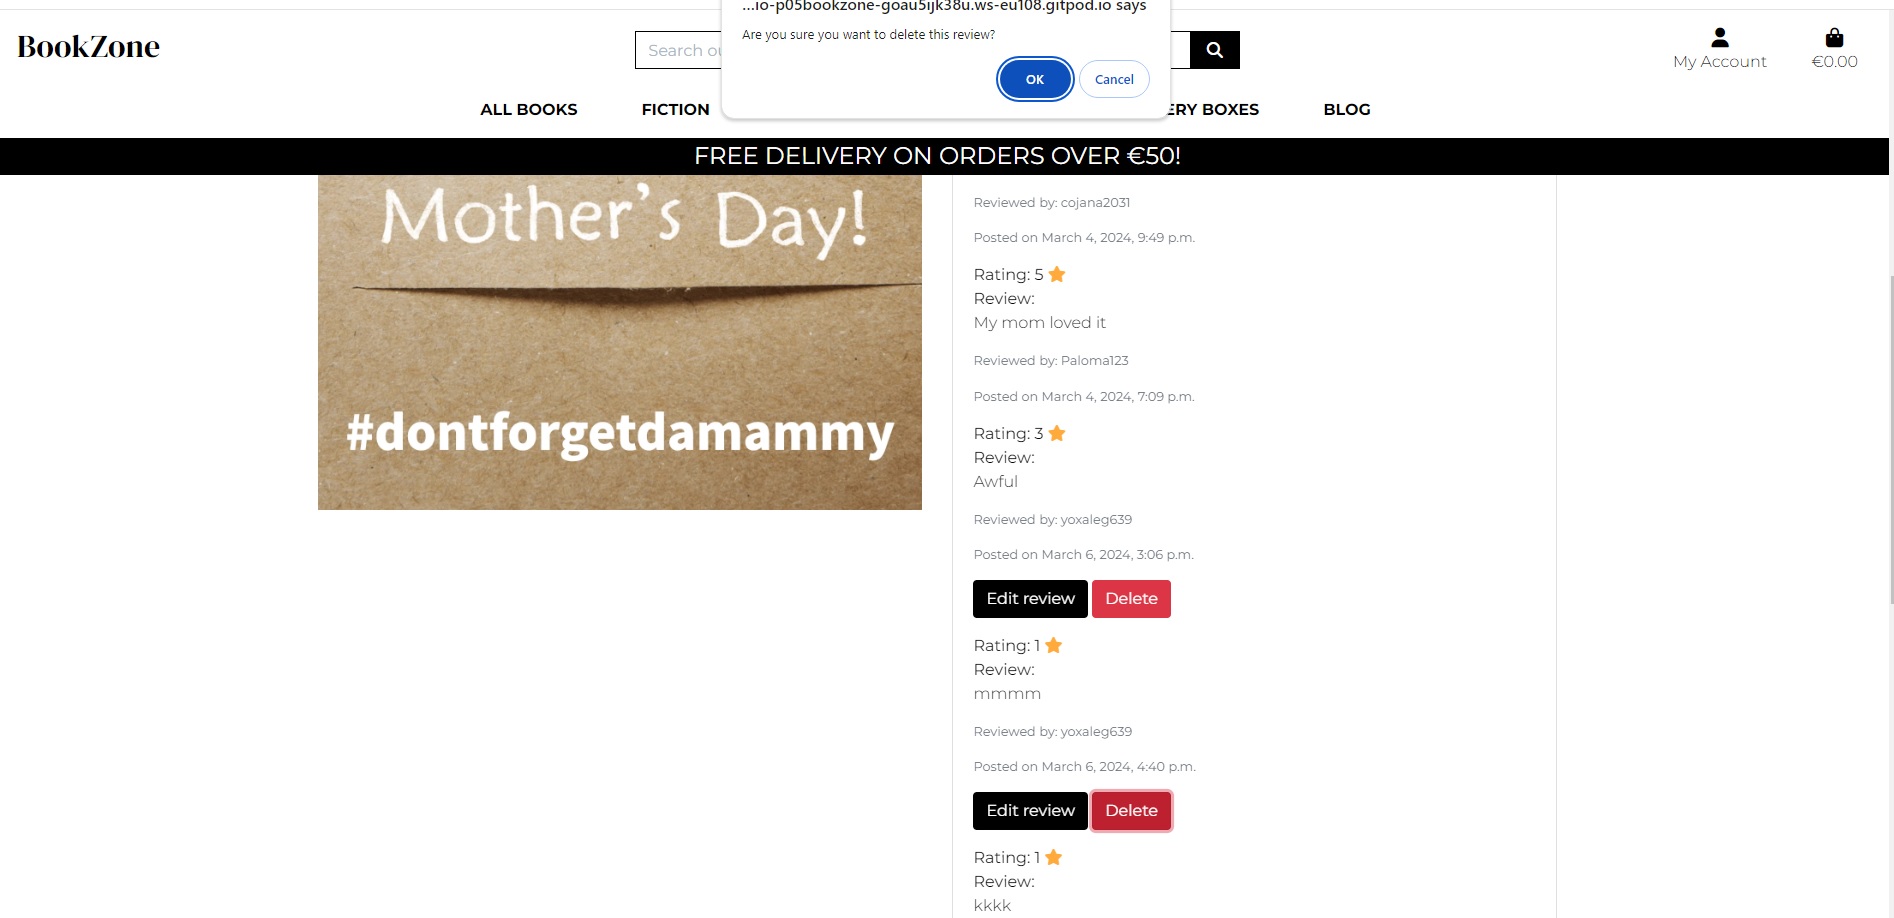 ...io-p05bookzone-goau5ijk38u.ws-eu108.gitpod.io says
Are you sure you want to delete this review?
OK
Cancel
BookZone
Search ou
My Account
€0.00
ALL BOOKS
FICTION
ERY BOXES
BLOG
FREE DELIVERY ON ORDERS OVER €50!
Mother's Day!
#dontforgetdamammy
Reviewed by: cojana2031
Posted on March 4, 2024, 9:49 p.m.
Rating: 5
Review:
My mom loved it
Reviewed by: Paloma123
Posted on March 4, 2024, 7:09 p.m.
Rating: 3
Review:
Awful
Reviewed by: yoxaleg639
Posted on March 6, 2024, 3:06 p.m.
Edit review
Delete
Rating: 1
Review:
mmmm
Reviewed by: yoxaleg639
Posted on March 6, 2024, 4:40 p.m.
Edit review
Delete
Rating: 1
Review:
kkkk